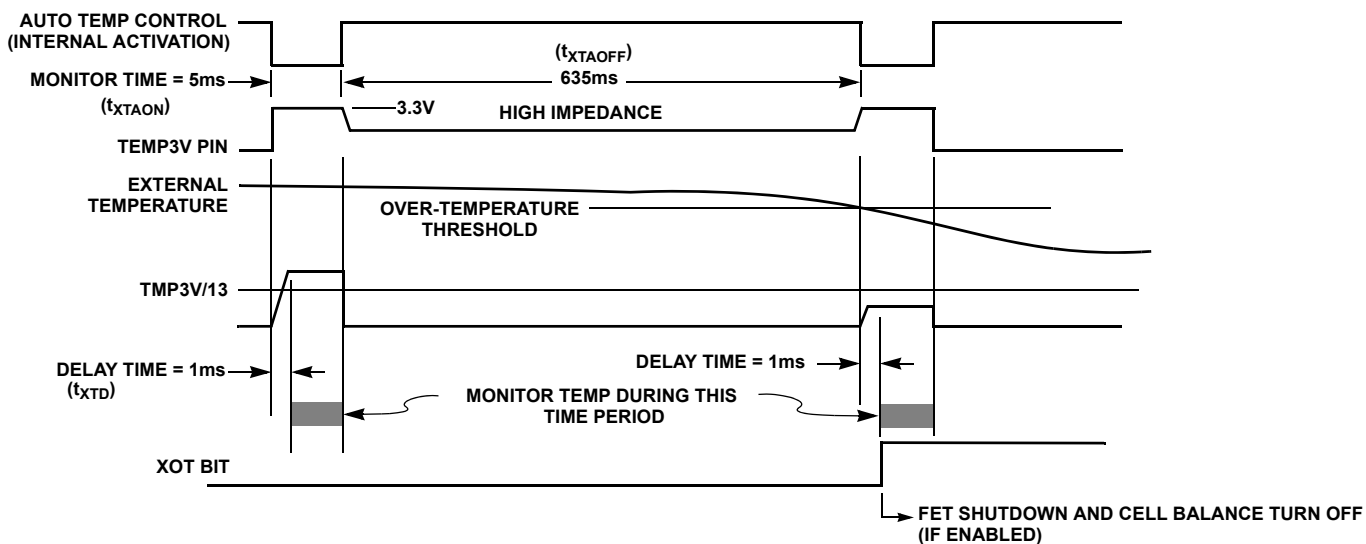 AUTO TEMP CONTROL
(INTERNAL ACTIVATION)
(tXTAOFF)
MONITOR TIME = 5ms
635ms
(tXTAON)
3.3V
HIGH IMPEDANCE
TEMP3V PIN
EXTERNAL
TEMPERATURE
OVER-TEMPERATURE
THRESHOLD
TMP3V/13
DELAY TIME = 1ms
(tXTD)
DELAY TIME = 1ms
MONITOR TEMP DURING THIS
TIME PERIOD
XOT BIT
FET SHUTDOWN AND CELL BALANCE TURN OFF
(IF ENABLED)